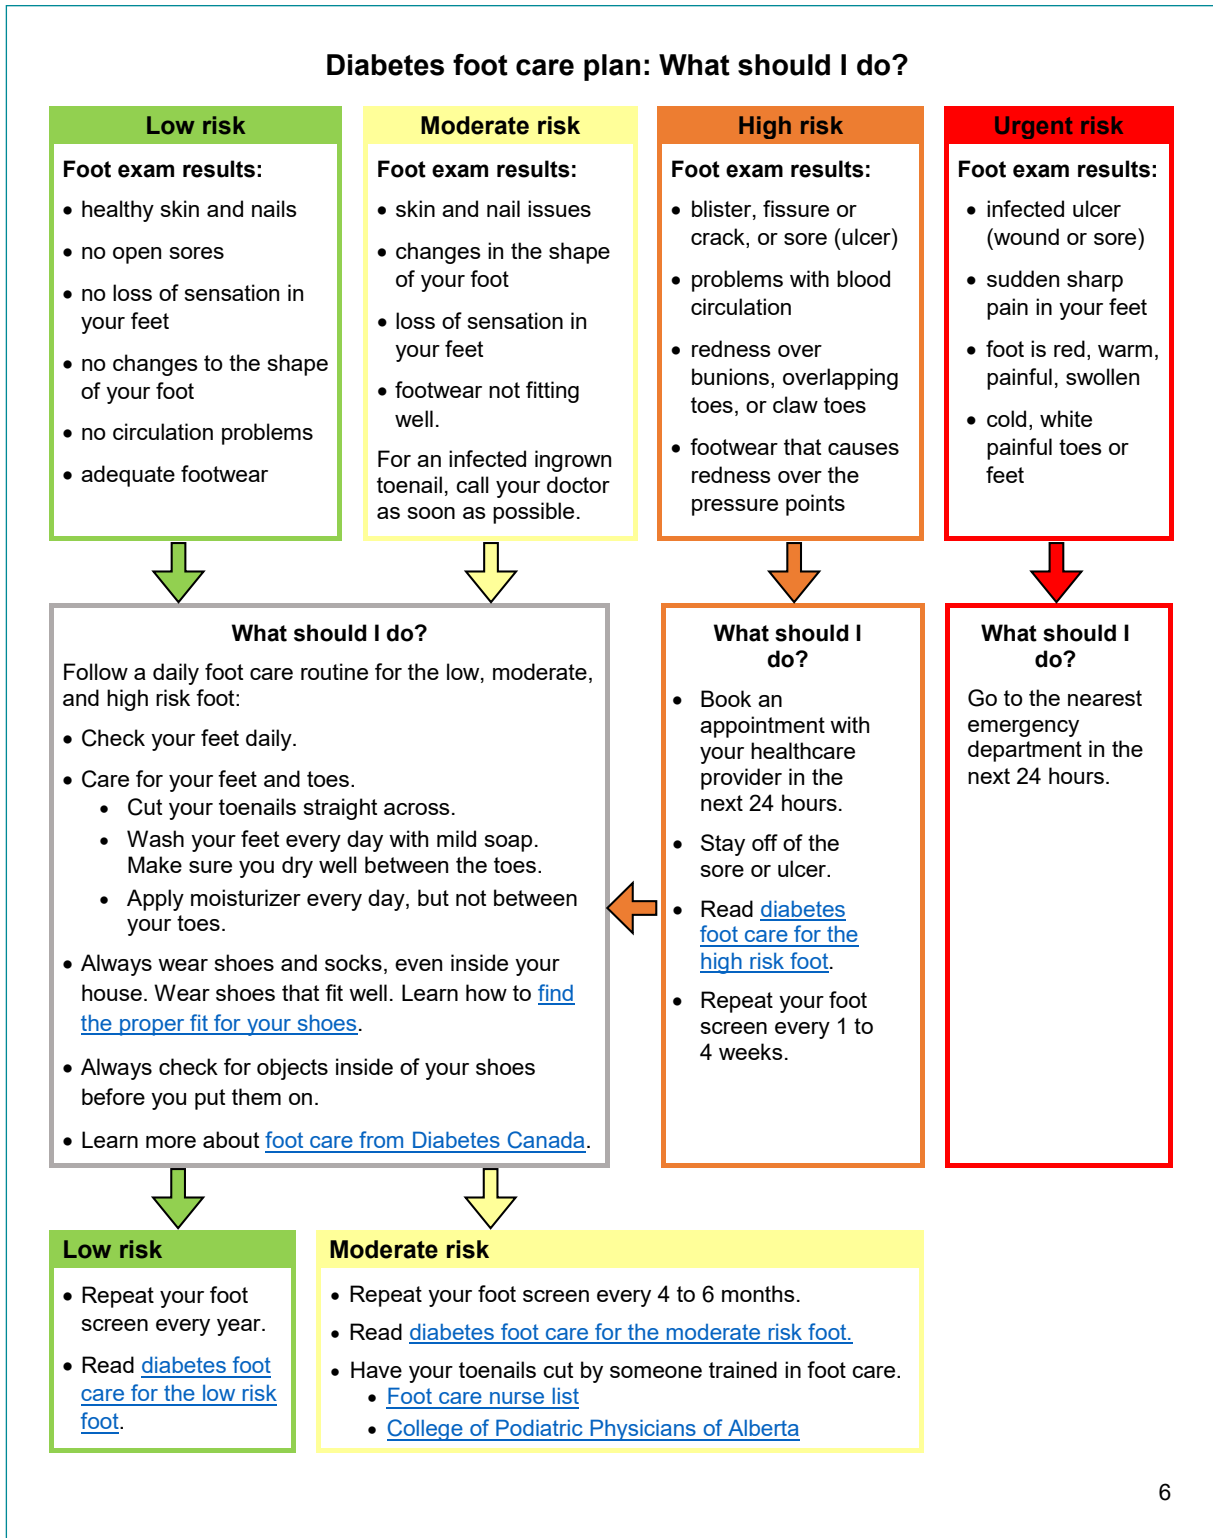 Diabetes foot care plan: What should I do?
Low risk
Foot exam results:
• healthy skin and nails
• no open sores
• no loss of sensation in
your feet
• no changes to the shape
of your foot
• no circulation problems
• adequate footwear
Moderate risk
Foot exam results:
• skin and nail issues
• changes in the shape
of your foot
• loss of sensation in
your feet
• footwear not fitting
well.
For an infected ingrown
toenail, call your doctor
as soon as possible.
High risk
Foot exam results:
• blister, fissure or
crack, or sore (ulcer)
• problems with blood
circulation
• redness over
bunions, overlapping
toes, or claw toes
• footwear that causes
redness over the
pressure points
Urgent risk
Foot exam results:
• infected ulcer
(wound or sore)
• sudden sharp
pain in your feet
• foot is red, warm,
painful, swollen
• cold, white
painful toes or
feet
What should I do?
Follow a daily foot care routine for the low, moderate,
and high risk foot:
• Check your feet daily.
• Care for your feet and toes.
• Cut your toenails straight across.
• Wash your feet every day with mild soap.
Make sure you dry well between the toes.
• Apply moisturizer every day, but not between
your toes.
• Always wear shoes and socks, even inside your
house. Wear shoes that fit well. Learn how to find
the proper fit for your shoes.
• Always check for objects inside of your shoes
before you put them on.
• Learn more about foot care from Diabetes Canada.
What should I
do?
• Book an
appointment with
your healthcare
provider in the
next 24 hours.
• Stay off of the
sore or ulcer.
• Read diabetes
foot care for the
high risk foot.
• Repeat your foot
screen every 1 to
4 weeks.
What should I
do?
Go to the nearest
emergency
department in the
next 24 hours.
Low risk
• Repeat your foot
screen every year.
• Read diabetes foot
care for the low risk
foot.
Moderate risk
• Repeat your foot screen every 4 to 6 months.
• Read diabetes foot care for the moderate risk foot.
• Have your toenails cut by someone trained in foot care.
• Foot care nurse list
• College of Podiatric Physicians of Alberta
6